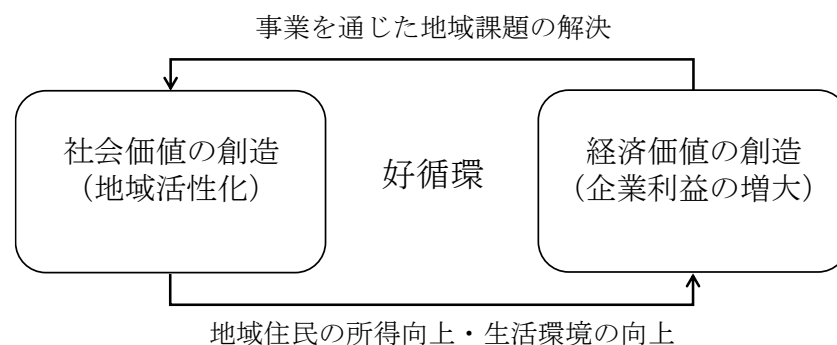 事業を通じた地域課題の解決
社会価値の創造
（地域活性化）
好循環
経済価値の創造
（企業利益の増大）
地域住民の所得向上・生活環境の向上